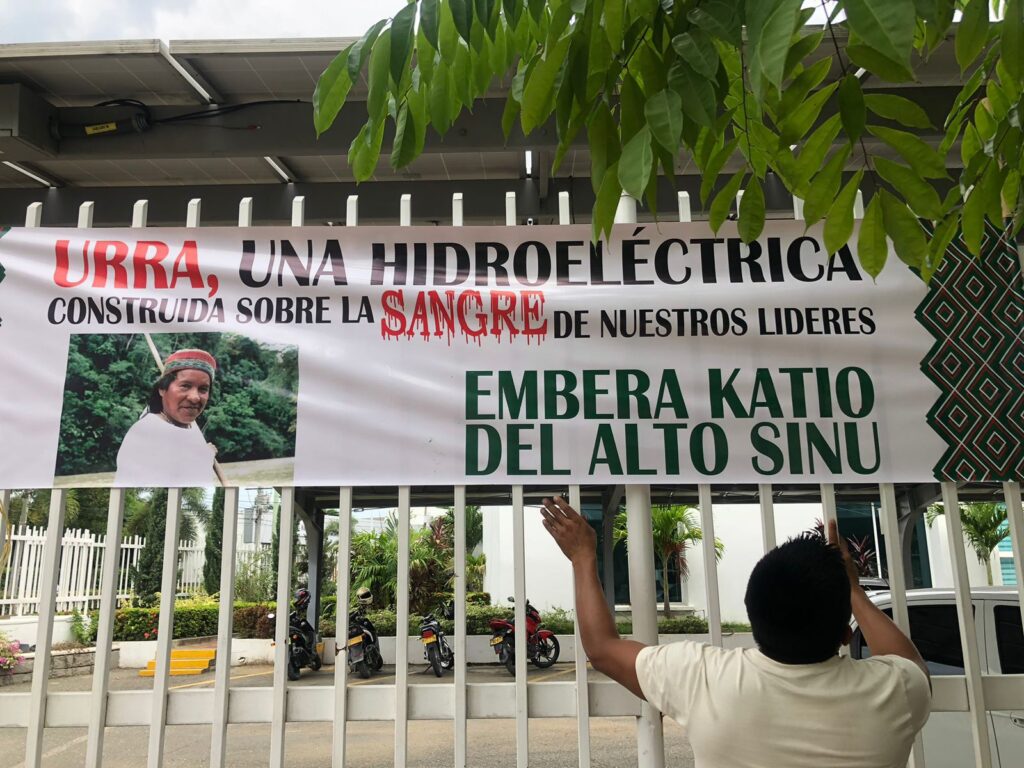 URRA, UNA HIDROELÉCTRICA
CONSTRUIDA SOBRE LA SANGRE DE NUESTROS LIDERES
EMBERA KATIO
DEL ALTO SINU